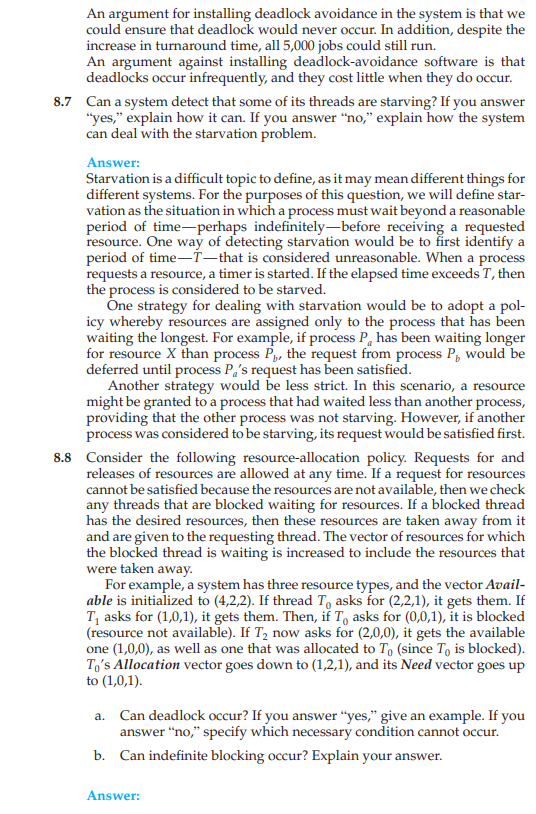 An argument for installing deadlock avoidance in the system is that we
could ensure that deadlock would never occur. In addition, despite the
increase in turnaround time, all 5,000 jobs could still run.
An argument against installing deadlock-avoidance software is that
deadlocks occur infrequently, and they cost little when they do occur.
8.7 Can a system detect that some of its threads are starving? If you answer
“yes,” explain how it can. If you answer “no,” explain how the system
can deal with the starvation problem.
Answer:
Starvation is a difficult topic to define, as it may mean different things for
different systems. For the purposes of this question, we will define star-
vation as the situation in which a process must wait beyond a reasonable
period of time—perhaps indefinitely—before receiving a requested
resource. One way of detecting starvation would be to first identify a
period of time—T—that is considered unreasonable. When a process
requests a resource, a timer is started. If the elapsed time exceeds T, then
the process is considered to be starved.
One strategy for dealing with starvation would be to adopt a pol-
icy whereby resources are assigned only to the process that has been
waiting the longest. For example, if process Pa has been waiting longer
for resource X than process Pb, the request from process Pb would be
deferred until process Pa’s request has been satisfied.
Another strategy would be less strict. In this scenario, a resource
might be granted to a process that had waited less than another process,
providing that the other process was not starving. However, if another
process was considered to be starving, its request would be satisfied first.
8.8 Consider the following resource-allocation policy. Requests for and
releases of resources are allowed at any time. If a request for resources
cannot be satisfied because the resources are not available, then we check
any threads that are blocked waiting for resources. If a blocked thread
has the desired resources, then these resources are taken away from it
and are given to the requesting thread. The vector of resources for which
the blocked thread is waiting is increased to include the resources that
were taken away.
For example, a system has three resource types, and the vector Avail-
able is initialized to (4,2,2). If thread T0 asks for (2,2,1), it gets them. If
T1 asks for (1,0,1), it gets them. Then, if T0 asks for (0,0,1), it is blocked
(resource not available). If T2 now asks for (2,0,0), it gets the available
one (1,0,0), as well as one that was allocated to T0 (since T0 is blocked).
T0’s Allocation vector goes down to (1,2,1), and its Need vector goes up
to (1,0,1).
a. Can deadlock occur? If you answer “yes,” give an example. If you
answer “no,” specify which necessary condition cannot occur.
b. Can indefinite blocking occur? Explain your answer.
Answer: